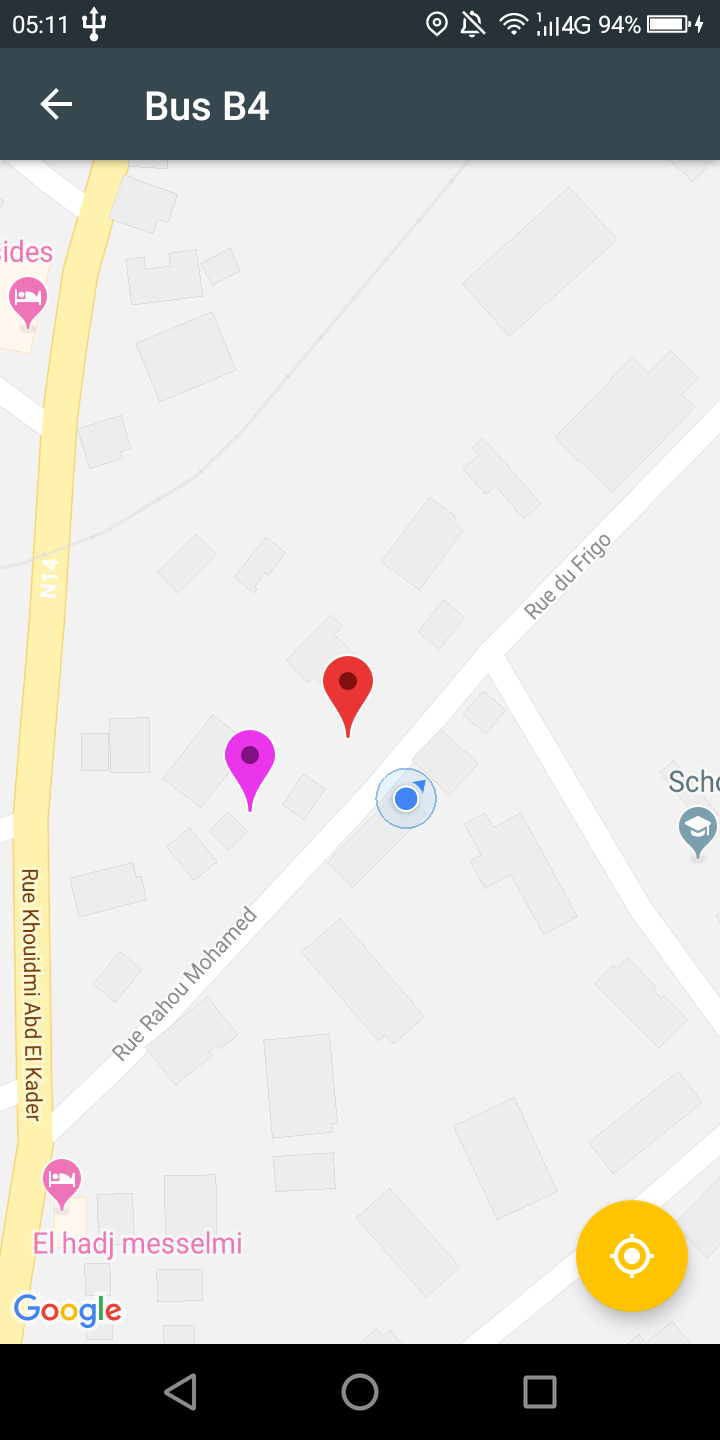 05:11 1 4G 94%
Bus B4
sides
N14
Rue du Frigo
Scho
Rue Khouidmi Abd El Kader
Rue Rahou Mohamed
El hadj messelmi
Google